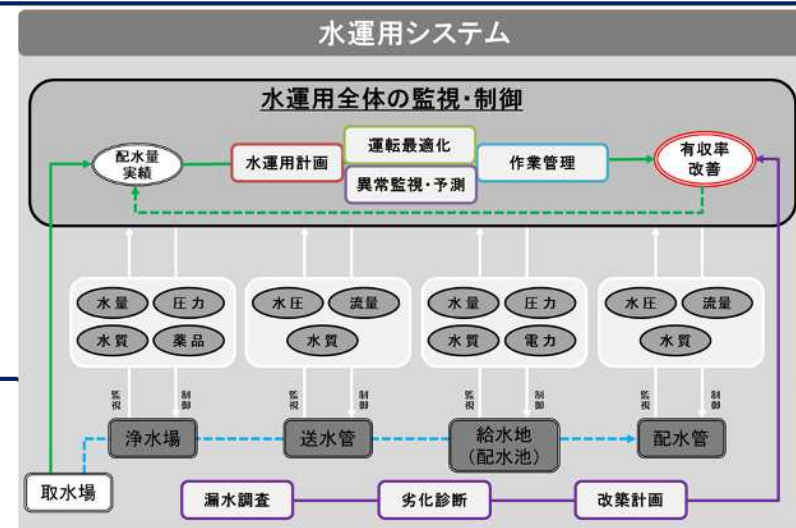 水運用システム
水運用全体の監視・制御
配水量
実績
水運用計画
運転最適化
異常監視・予測
作業管理
有収率
改善
水量
圧力
水質
薬品
水圧
流量
水質
水量
圧力
水質
電力
水圧
流量
水質
監視
制御
監視
制御
監視
制御
監視
制御
浄水場
送水管
給水地
(配水池)
配水管
取水場
漏水調査
劣化診断
改築計画